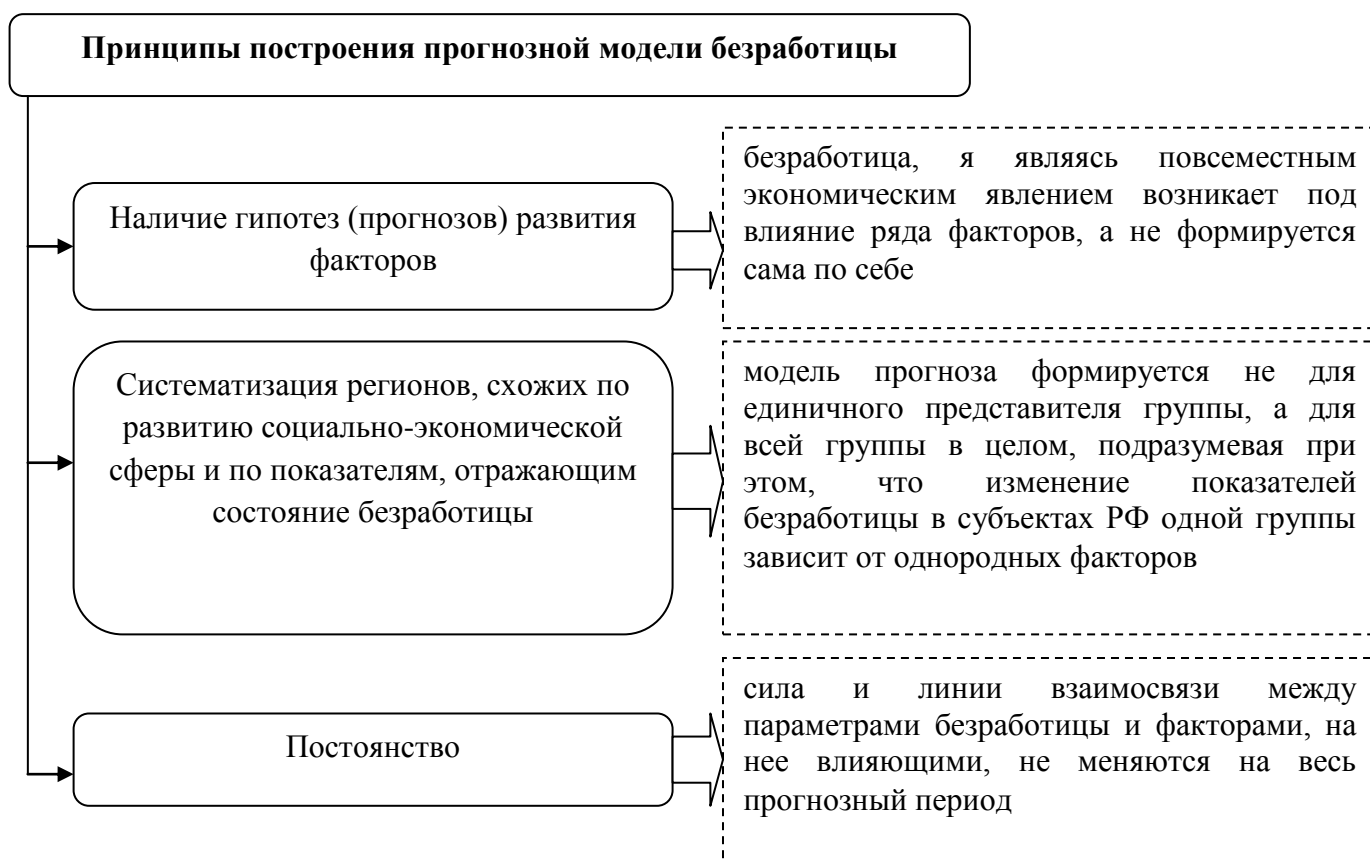 Принципы построения прогнозной модели безработицы
Наличие гипотез (прогнозов) развития
факторов
безработица, я являясь повсеместным
экономическим явлением возникает под
влияние ряда факторов, а не формируется
сама по себе
Систематизация регионов, схожих по
развитию социально-экономической
сферы и по показателям, отражающим
состояние безработицы
модель прогноза формируется не для
единичного представителя группы, а для
всей группы в целом, подразумевая при
этом, что изменение показателей
безработицы в субъектах РФ одной группы
зависит от однородных факторов
Постоянство
сила и линии взаимосвязи между
параметрами безработицы и факторами, на
нее влияющими, не меняются на весь
прогнозный период